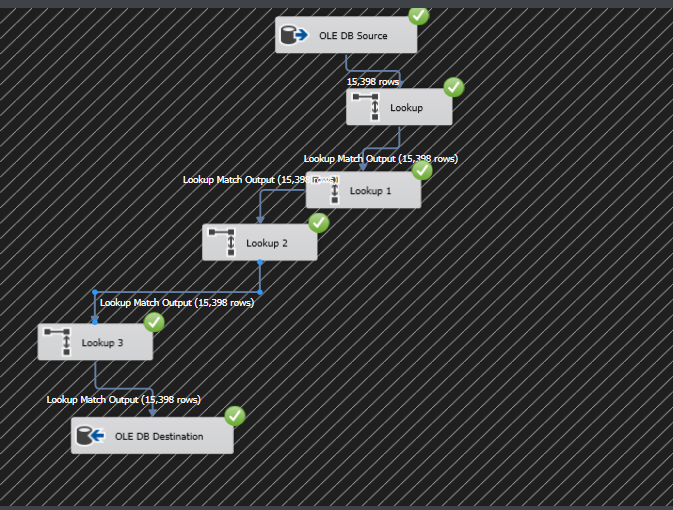 OLE DB Source
15,398 rows
Lookup
Lookup Match Output (15,398 rows)
Lookup Match Output (15,398 rows)
Lookup 1
Lookup 2
Lookup Match Output (15,398 rows)
Lookup 3
Lookup Match Output (15,398 rows)
OLE DB Destination